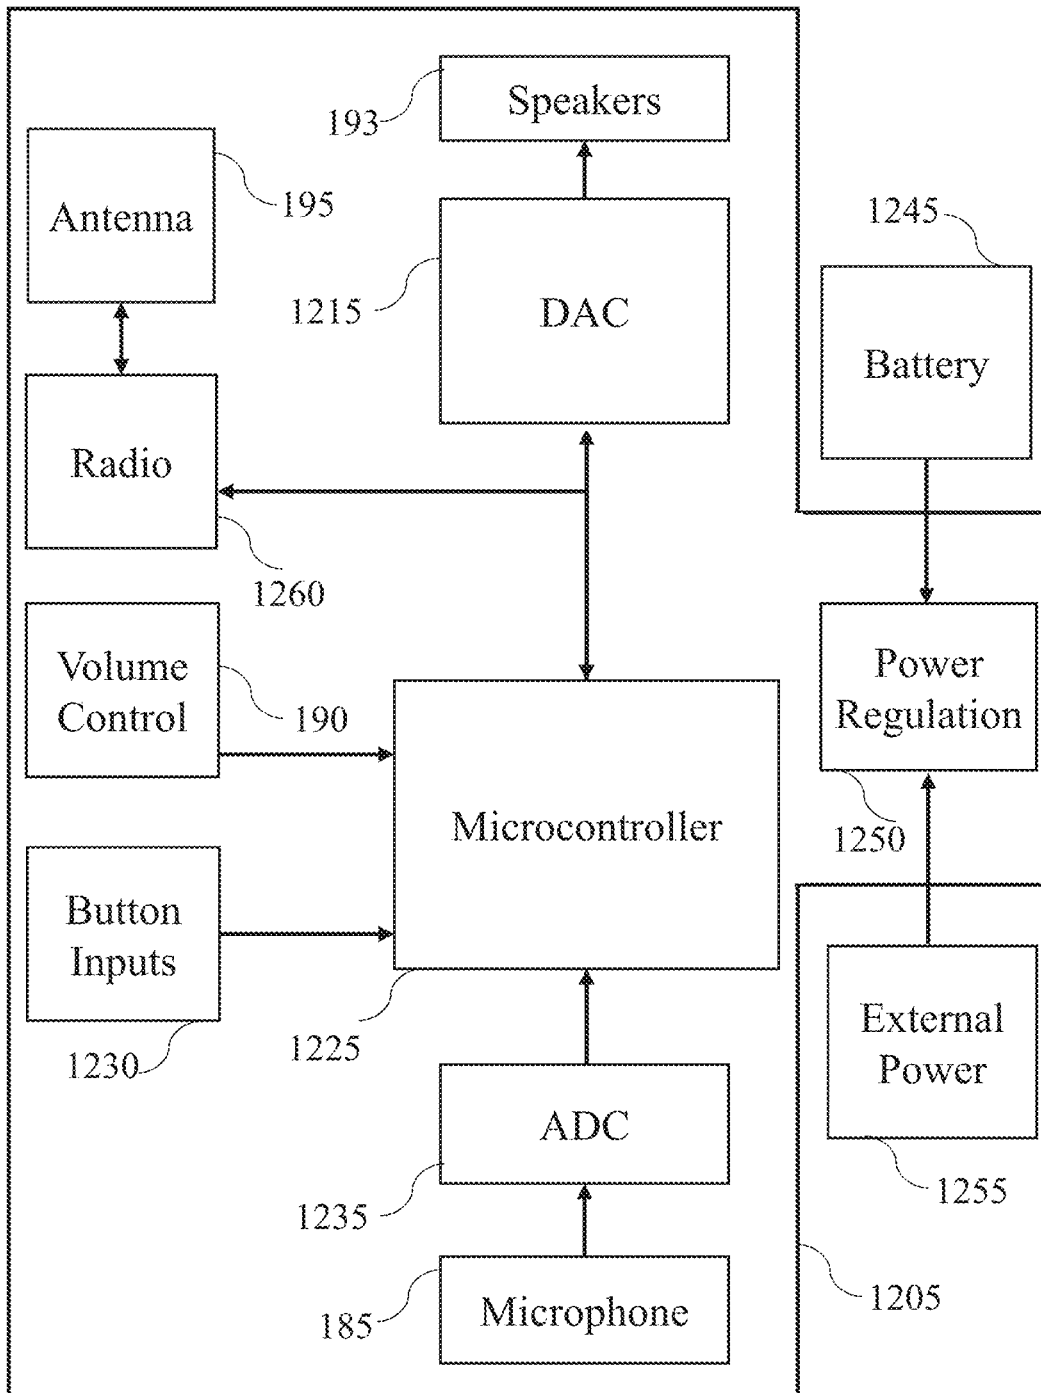 Speakers
193
Antenna
195
1245
DAC
1215
Battery
Radio
1260
Volume
Control
190
Power
Regulation
Microcontroller
1250
Button
Inputs
1225
1230
External
Power
ADC
1255
1235
Microphone
185
1205